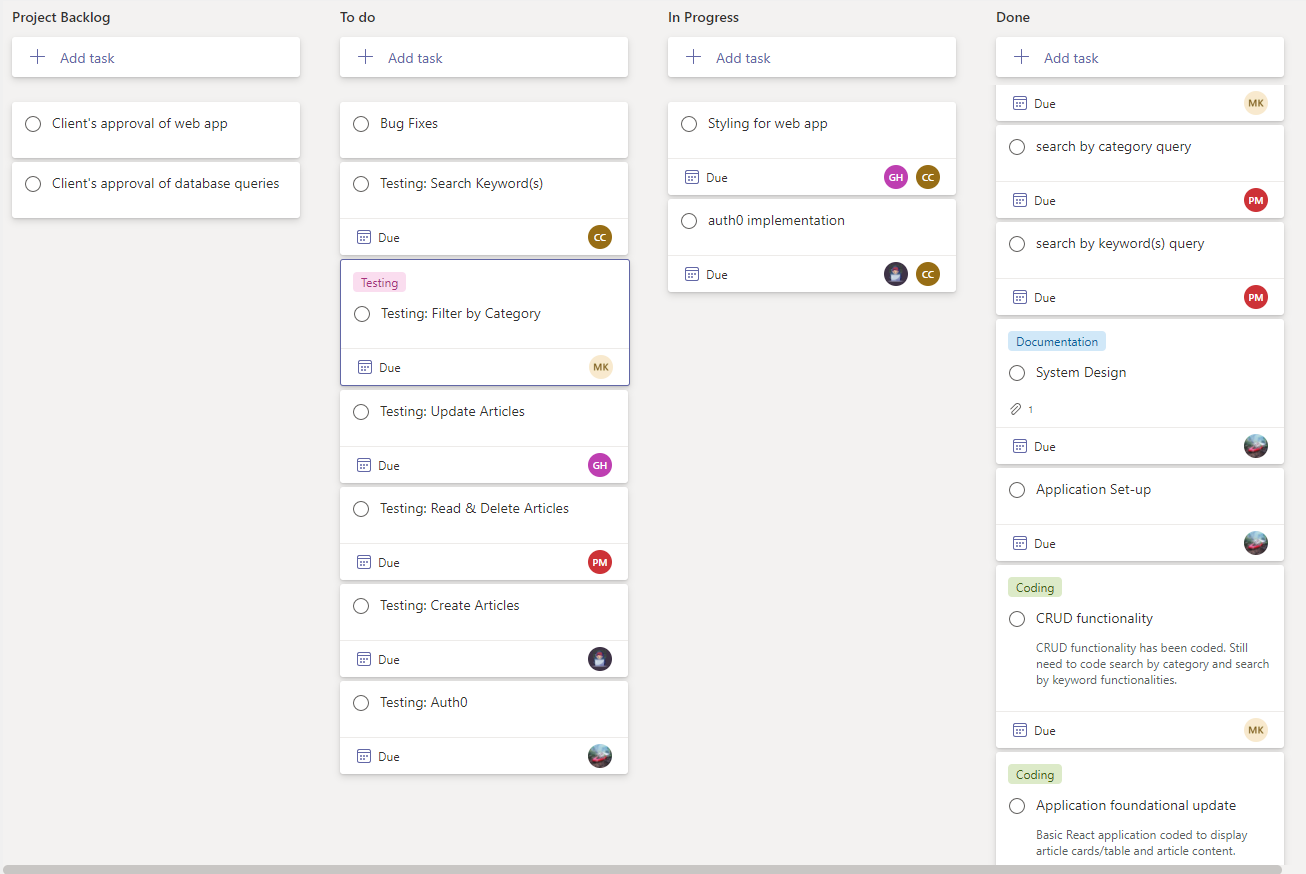 Project Backlog
Add task
Client's approval of web app
Client's approval of database queries
To do
Add task
Bug Fixes
Testing: Search Keyword(s)
Due
CC
Testing
Testing: Filter by Category
Due
MK
Testing: Update Articles
Due
GH
Testing: Read & Delete Articles
Due
PM
Testing: Create Articles
Due
Testing: Auth0
Due
In Progress
Add task
Styling for web app
Due
GH
CC
auth0 implementation
Due
CC
Done
Add task
Due
MK
search by category query
Due
PM
search by keyword(s) query
Due
PM
Documentation
System Design
1
Due
Application Set-up
Due
Coding
CRUD functionality
CRUD functionality has been coded. Still
need to code search by category and search
by keyword functionalities.
Due
MK
Coding
Application foundational update
Basic React application coded to display
article cards/table and article content.